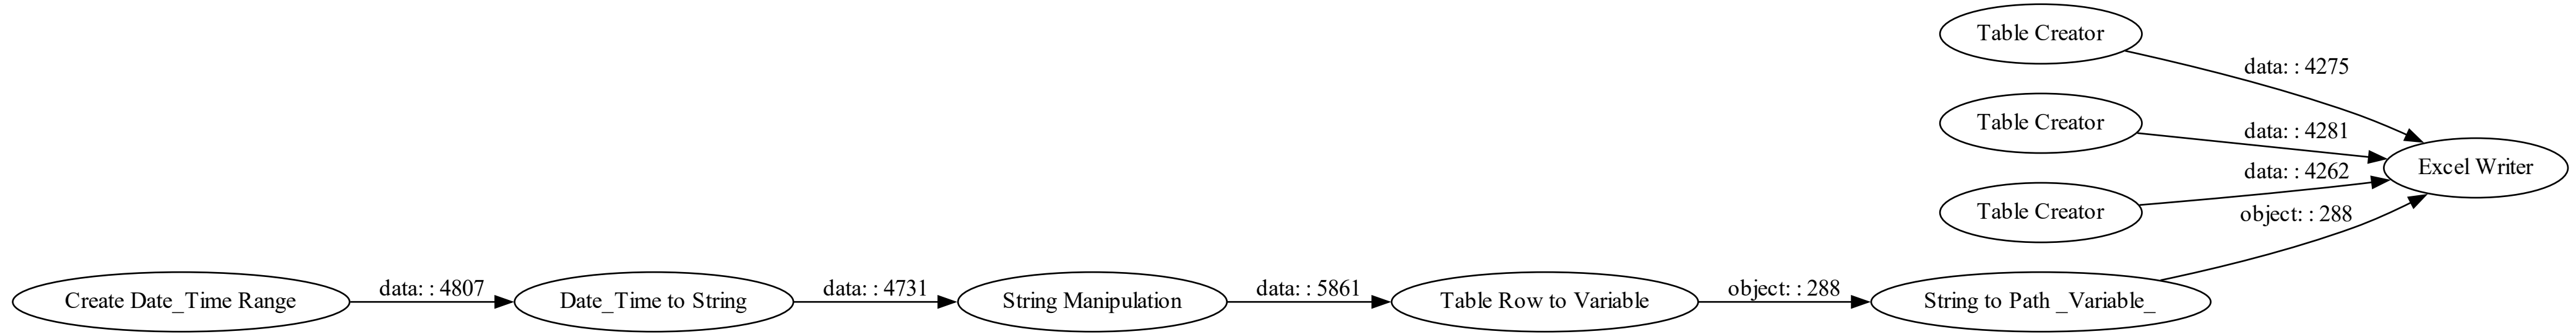 Table Creator
data: : 4275
Table Creator
data: : 4281
Excel Writer
data: : 4262
Table Creator
object: : 288
Create Date_Time Range
data: : 4807
Date_Time to String
data: : 4731
String Manipulation
data: : 5861
Table Row to Variable
object: : 288
String to Path _Variable_